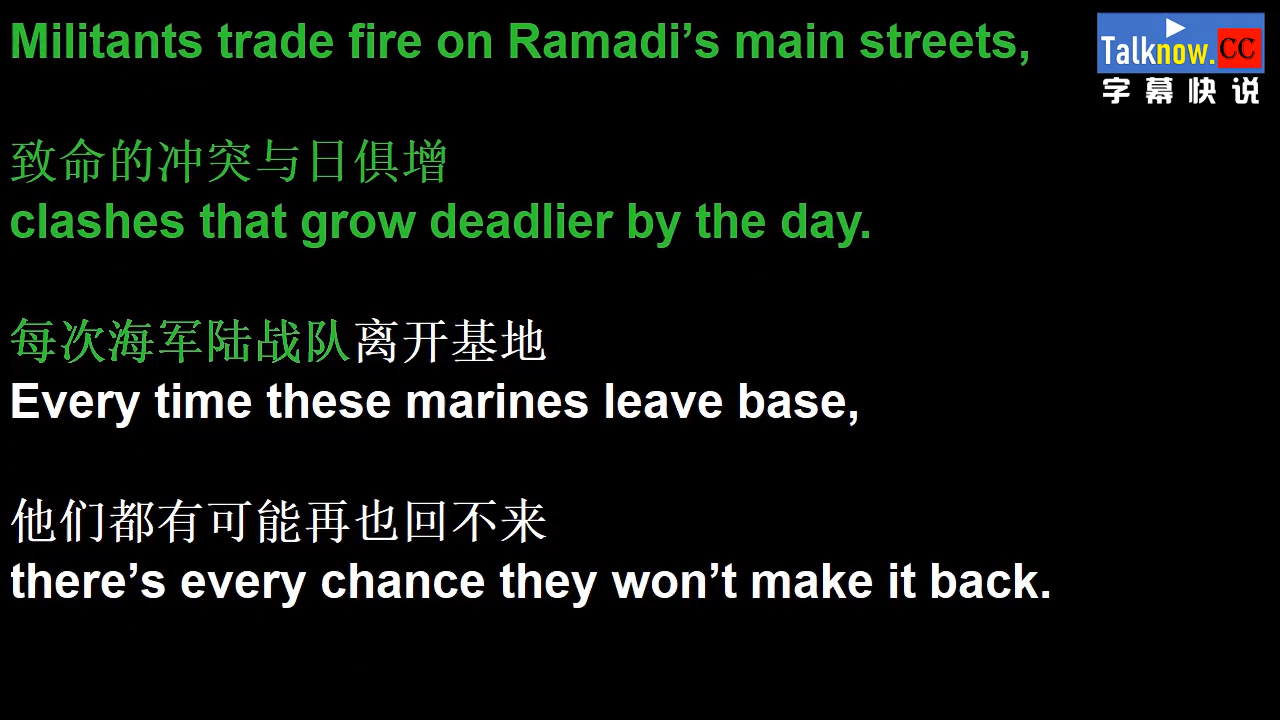 Militants trade fire on Ramadi’s main streets,
Talknow.CC
字幕快说
致命的冲突与日俱增
clashes that grow deadlier by the day.
每次海军陆战队离开基地
Every time these marines leave base,
他们都有可能再也回不来
there’s every chance they won’t make it back.